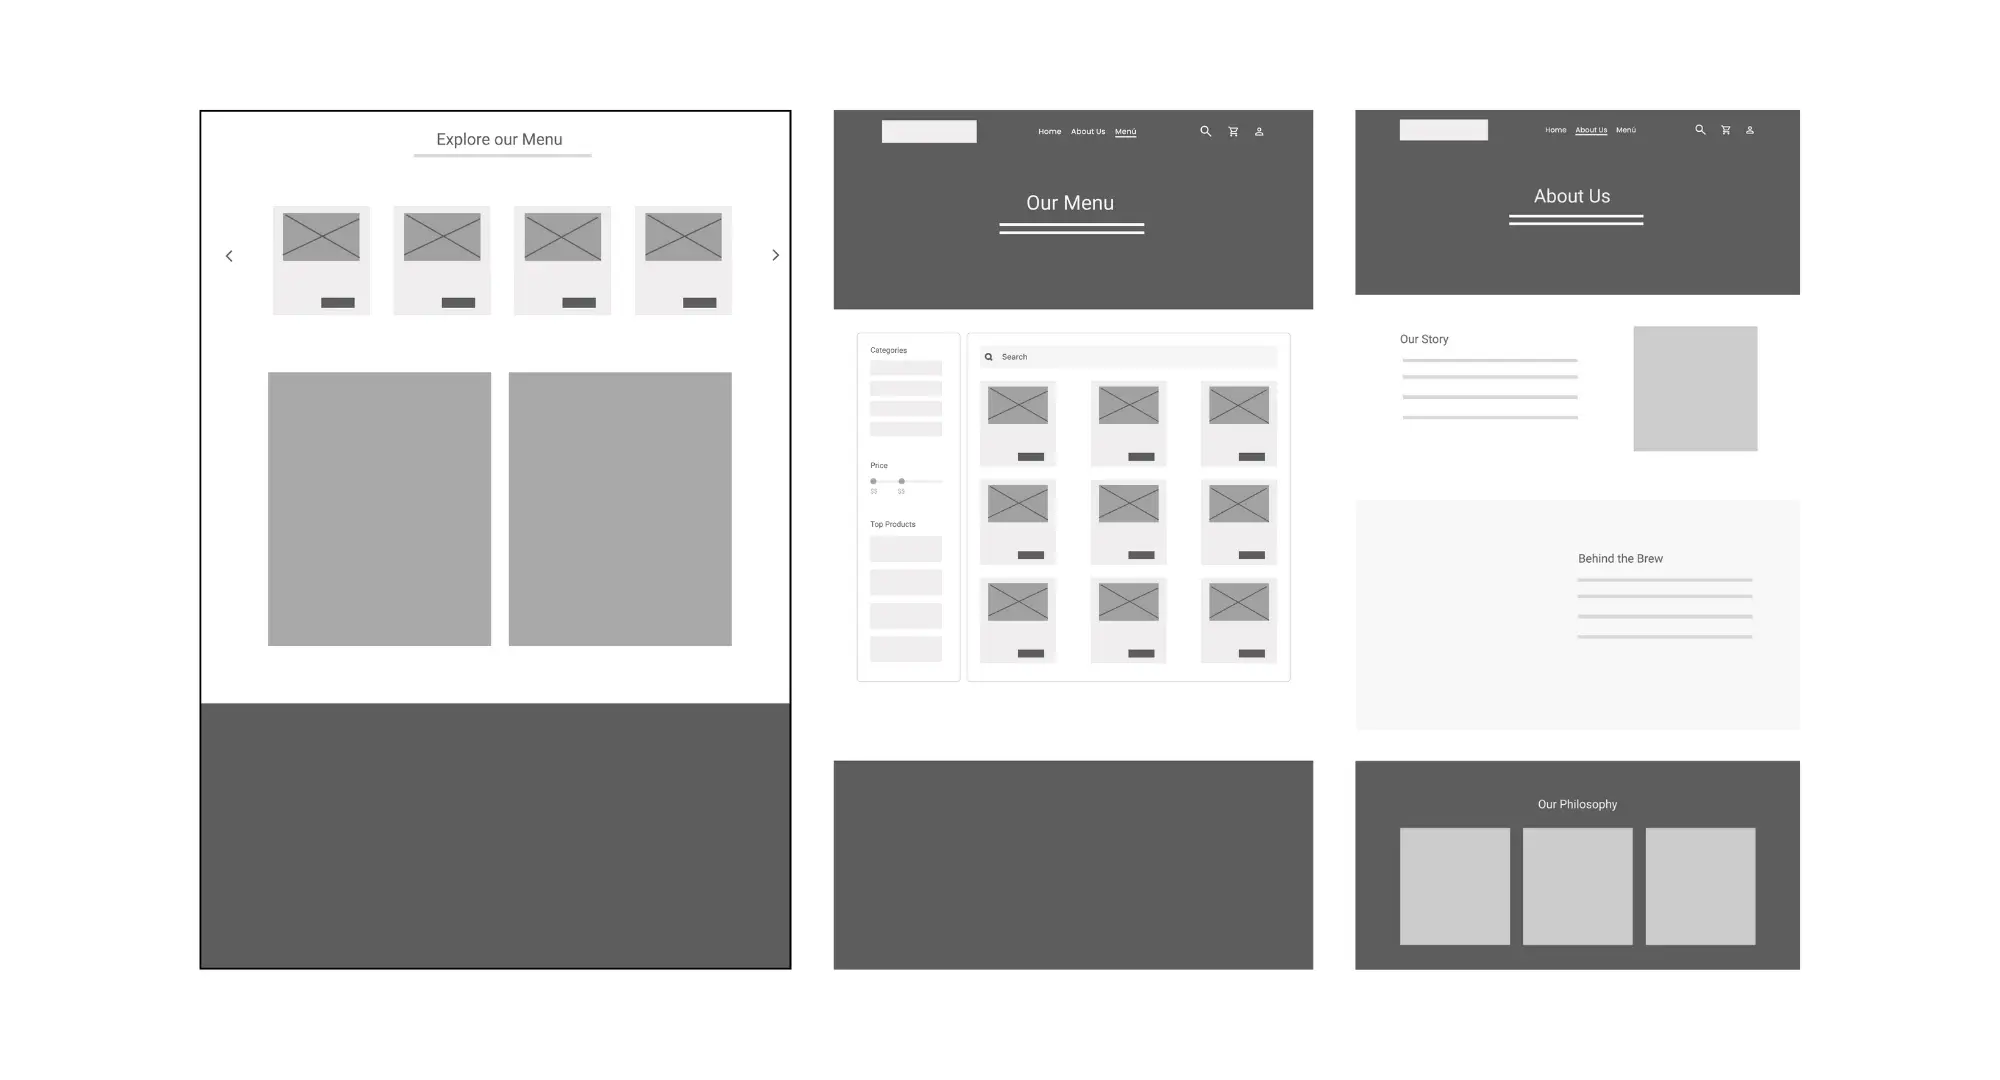 Explore our Menu
Home About Us Menú
Our Menu
Categories
Price
$$ $$
Top Products
Search
Home About Us Menú
About Us
Our Story
Behind the Brew
Our Philosophy